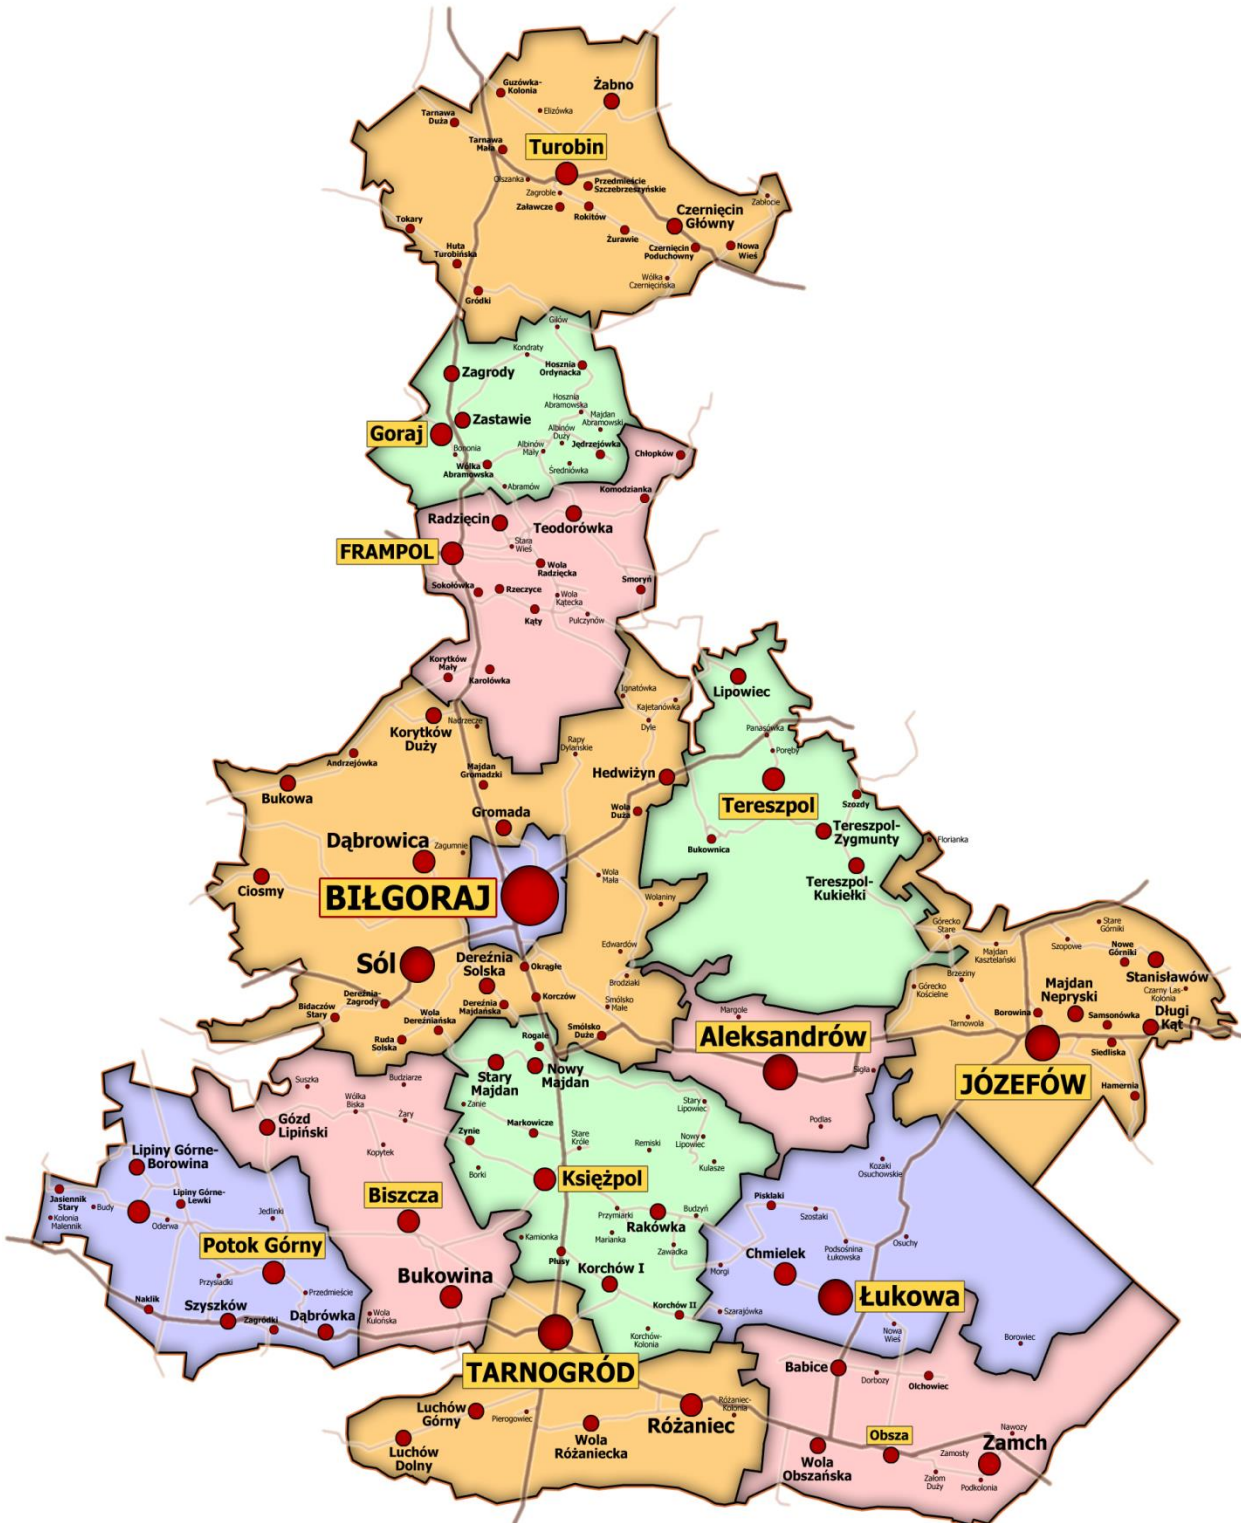 Guzówka-
Kolonia
Żabno
Elizówka
Tarnawa
Duża
Tarnawa
Mała
Turobin
Olszanka
Przedmieście
Szczebrzeszyńskie
Zagroble
Zabłocie
Załawcze
Rokitów
Czernięcin
Główny
Tokary
Żurawie
Huta
Turobińska
Czernięcin
Poduchowny
Nowa
Wieś
Wólka
Czernięcińska
Gródki
Gilów
Kondraty
Hosznia
Ordynacka
Zagrody
Hosznia
Abramowska
Majdan
Abramowski
Zastawie
Goraj
Albinów
Duży
Bononia
Albinów
Mały
Jędrzejówka
Chłopków
Wólka
Abramowska
Średniówka
Abramów
Komodzianka
Radzięcin
Teodorówka
Stara
Wieś
FRAMPOL
Wola
Radzięcka
Smoryń
Sokołówka
Rzeczyce
Wola
Kątecka
Kąty
Pulczynów
Korytków
Mały
Karolówka
Ignatówka
Lipowiec
Kajetanówka
Korytków
Duży
Nadrzecze
Dyle
Panasówka
Rapy
Dylańskie
Poręby
Andrzejówka
Majdan
Gromadzki
Hedwiżyn
Bukowa
Tereszpol
Szozdy
Gromada
Wola
Duża
Tereszpol-
Zygmunty
Dąbrowica
Zagumnie
Bukownica
Florianka
Ciosmy
Wola
Mała
Tereszpol-
Kukiełki
BIŁGORAJ
Wolaniny
Górecko
Stare
Stare
Górniki
Szopowe
Edwardów
Majdan
Kasztelański
Nowe
Górniki
Sól
Dereźnia
Solska
Okrągłe
Brodziaki
Brzeziny
Stanisławów
Górecko
Kościelne
Majdan
Nepryski
Czarny Las-
Kolonia
Dereźnia-
Zagrody
Korczów
Bidaczów
Stary
Dereźnia
Majdańska
Smólsko
Małe
Margole
Borowina
Długi
Kąt
Wola
Dereźniańska
Tarnowola
Samsonówka
Ruda
Solska
Rogale
Smólsko
Duże
Aleksandrów
Siedliska
Stary
Majdan
Nowy
Majdan
Sigła
JÓZEFÓW
Suszka
Budziarze
Hamernia
Wólka
Biska
Zanie
Stary
Lipowiec
Gózd
Lipiński
Żary
Podlas
Zynie
Markowicze
Stare
Króle
Remiski
Nowy
Lipowiec
Kopytek
Lipiny Górne-
Borowina
Borki
Kulasze
Kozaki
Osuchowskie
Księżpol
Jasiennik
Stary
Lipiny Górne-
Lewki
Biszcza
Pisklaki
Budy
Kolonia
Malennik
Oderwa
Jedlinki
Przymiarki
Rakówka
Budzyń
Szostaki
Kamionka
Marianka
Zawadka
Podsośnina
Łukowska
Osuchy
Potok Górny
Płusy
Morgi
Chmielek
Przysiadki
Bukowina
Korchów I
Przedmieście
Łukowa
Naklik
Szyszków
Zagródki
Dąbrówka
Wola
Kulońska
Korchów II
Szarajówka
Nowa
Wieś
Korchów-
Kolonia
Borowiec
TARNOGRÓD
Babice
Dorbozy
Olchowiec
Luchów
Górny
Pierogowiec
Różaniec
Różaniec-
Kolonia
Wola
Różaniecka
Nawozy
Luchów
Dolny
Wola
Obszańska
Obsza
Zamosty
Zamch
Załom
Duży
Podkolonia